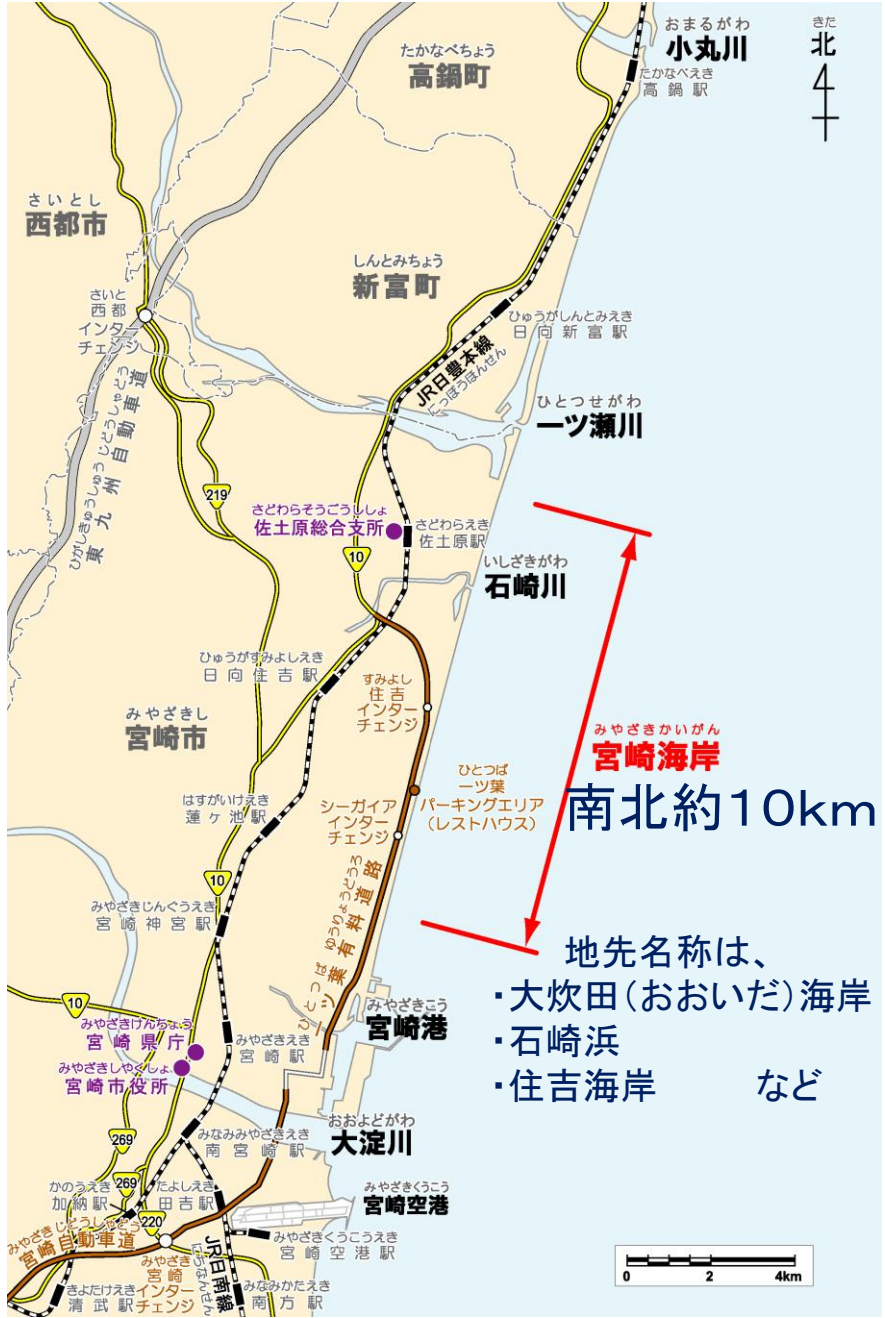 おまるがわ
小丸川
きた
北
たかなべちょう
高鍋町
たかなべえき
高鍋駅
さいとし
西都市
しんとみちょう
新富町
さいと
西都
インター
チェンジ
ひゅうがしんとみえき
日向新富駅
JR日豊本線
にっぽうほんせん
ひがしきゅうしゅうじどうしゃどう
東九州自動車道
ひとつせがわ
一ツ瀬川
219
さどわらそうごうししょ
佐土原総合支所
さどわらえき
佐土原駅
10
いしざきがわ
石崎川
ひゅうがすみよしえき
日向住吉駅
すみよし
住吉
インター
チェンジ
みやざきし
宮崎市
みやざきかいがん
宮崎海岸
南北約10km
ひとつば
一ツ葉
パーキングエリア
(レストハウス)
はすがいけえき
蓮ヶ池駅
シーガイア
インター
チェンジ
ひとつば ゆうりょうどうろ
一ツ葉有料道路
10
みやざきじんぐうえき
宮崎神宮駅
地先名称は、
・大炊田(おおいだ)海岸
・石崎浜
・住吉海岸 など
10
みやざきこう
宮崎港
みやざきけんちょう
宮崎県庁
みやざきえき
宮崎駅
みやざきしやくしょ
宮崎市役所
おおよどがわ
大淀川
みなみみやざきえき
南宮崎駅
269
269
かのうえき
加納駅
たよしえき
田吉駅
みやざきくうこう
宮崎空港
220
みやざきじどうしゃどう
宮崎自動車道
みやざきくうこうえき
宮崎空港駅
JR日南線
にちなんせん
みやざき
宮崎
インター
チェンジ
きよたけえき
清武駅
みなみかたえき
南方駅
0 2 4km